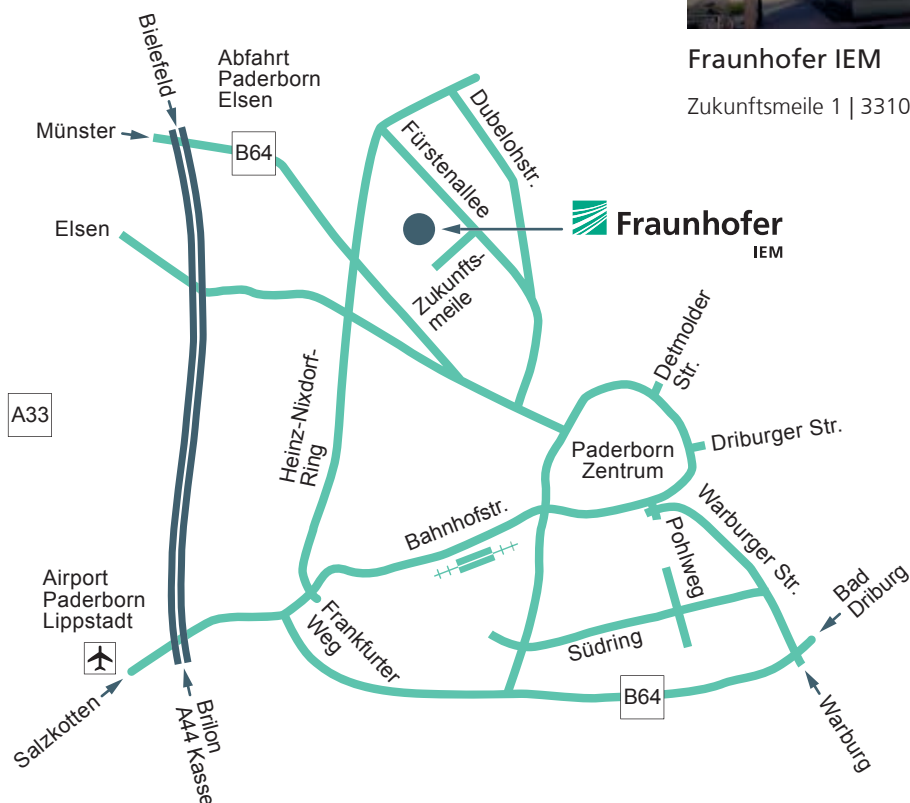 Fraunhofer IEM
Zukunftsmeile 1 | 3310
Bielefeld
Abfahrt
Paderborn
Elsen
Münster
B64
Elsen
Dubelohstr.
Fürstenallee
Fraunhofer
IEM
Zukunfts-
meile
A33
Heinz-Nixdorf-
Ring
Detmolder
Str.
Driburger Str.
Paderborn
Zentrum
Bahnhofstr.
Warburger Str.
Pohlweg
Airport
Paderborn
Lippstadt
Frankfurter
Weg
Südring
Bad
Driburg
B64
Salzkotten
Brilon
A44 Kasse
Warburg